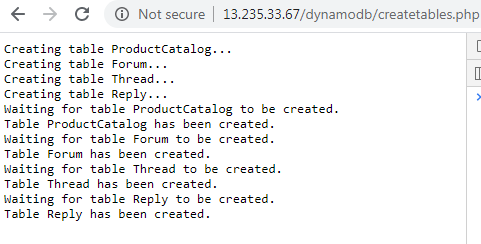 Not secure | 13.235.33.67/dynamodb/createtables.php
Creating table ProductCatalog...
Creating table Forum...
Creating table Thread...
Creating table Reply...
Waiting for table ProductCatalog to be created.
Table ProductCatalog has been created.
Waiting for table Forum to be created.
Table Forum has been created.
Waiting for table Thread to be created.
Table Thread has been created.
Waiting for table Reply to be created.
Table Reply has been created.